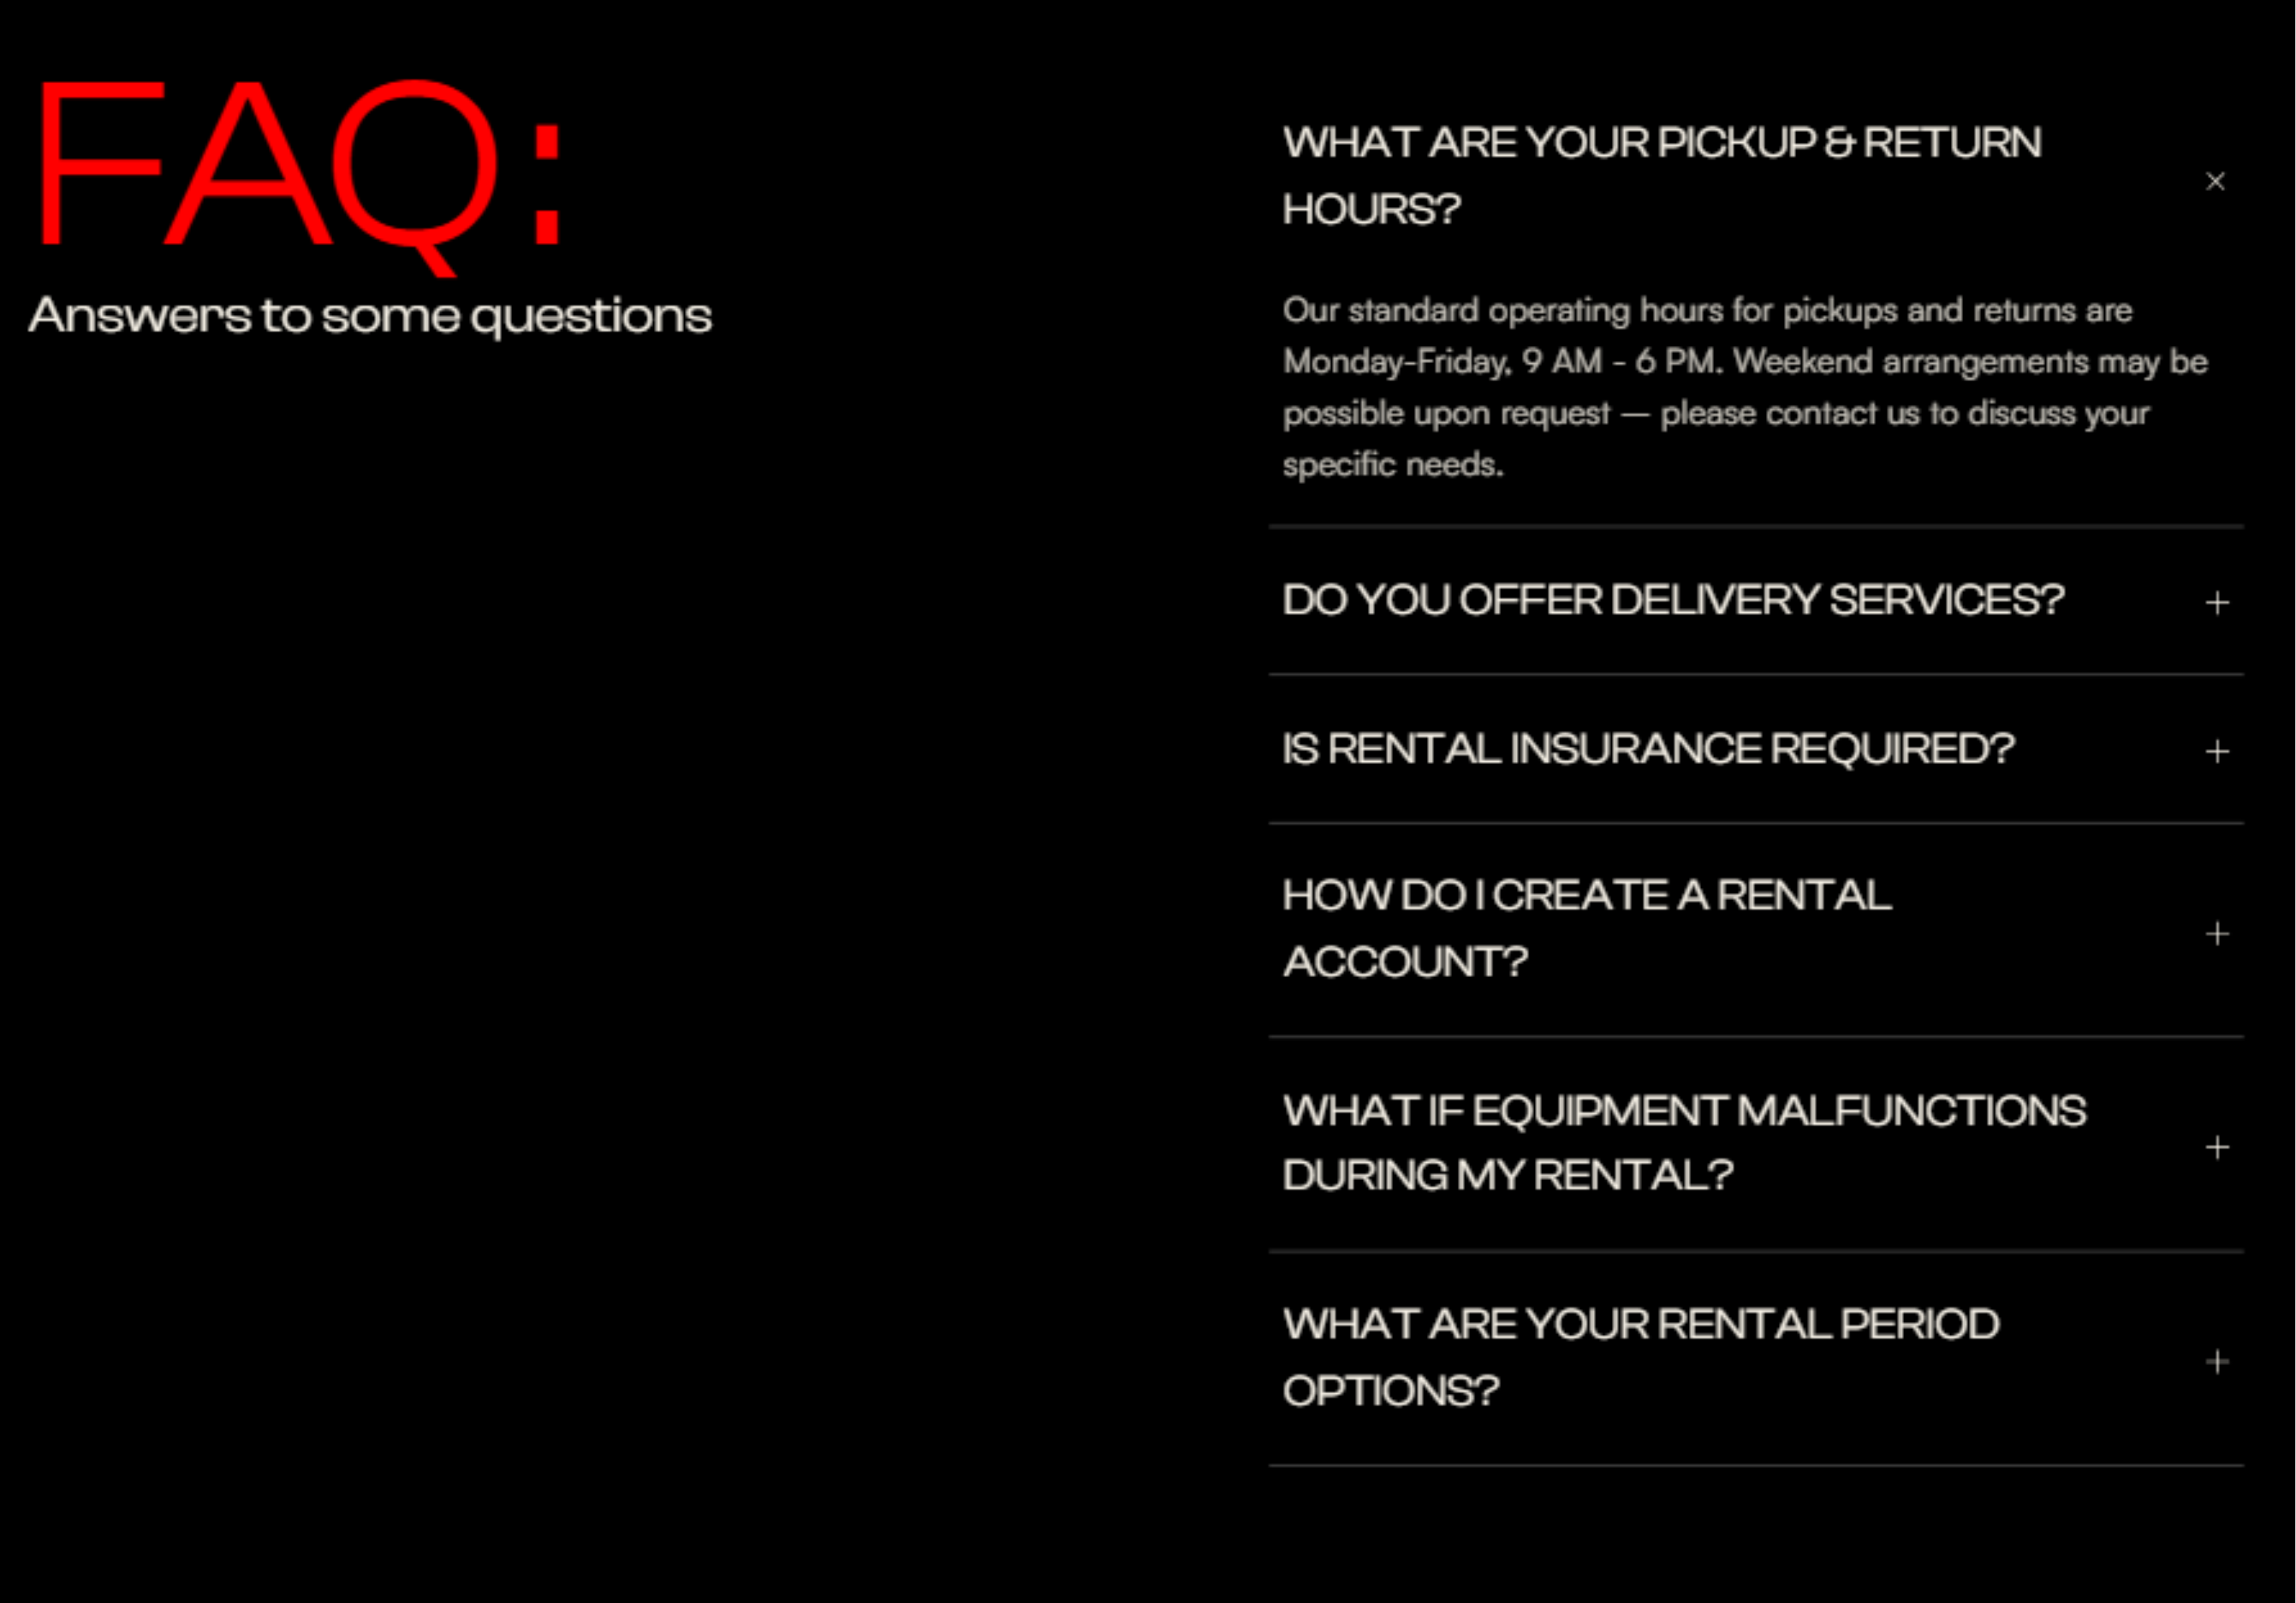 FAQ:
Answers to some questions
WHAT ARE YOUR PICKUP & RETURN
HOURS?
Our standard operating hours for pickups and returns are
Monday-Friday, 9 AM - 6 PM. Weekend arrangements may be
possible upon request — please contact us to discuss your
specific needs.
DO YOU OFFER DELIVERY SERVICES?
IS RENTAL INSURANCE REQUIRED?
HOW DO I CREATE A RENTAL
ACCOUNT?
WHAT IF EQUIPMENT MALFUNCTIONS
DURING MY RENTAL?
WHAT ARE YOUR RENTAL PERIOD
OPTIONS?